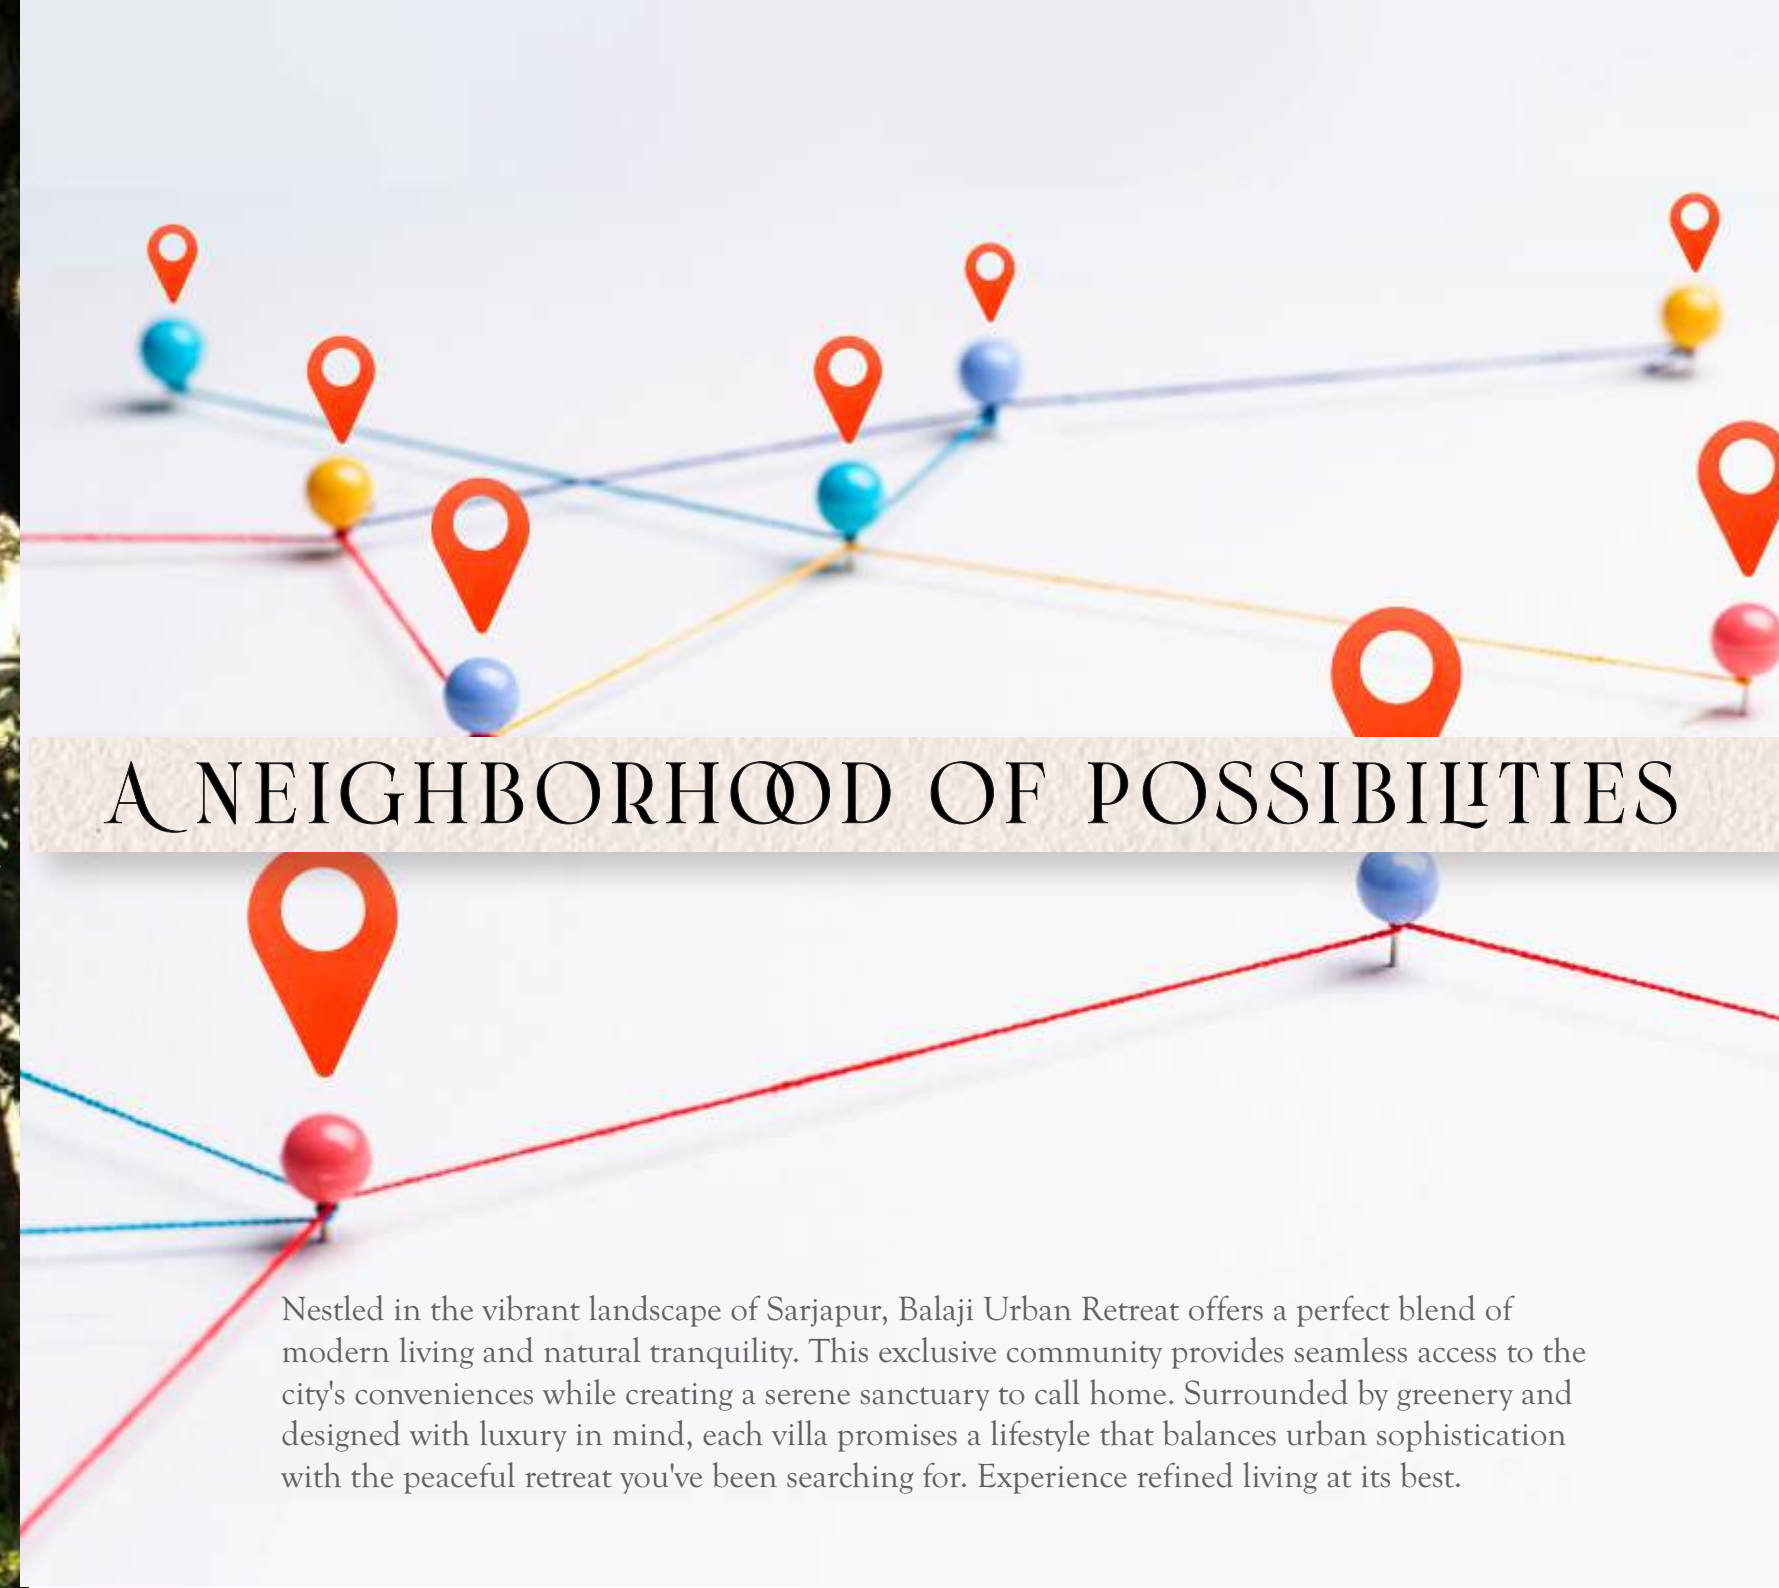 A NEIGHBORHOOD OF POSSIBILITIES
Nestled in the vibrant landscape of Sarjapur, Balaji Urban Retreat offers a perfect blend of
modern living and natural tranquility. This exclusive community provides seamless access to the
city's conveniences while creating a serene sanctuary to call home. Surrounded by greenery and
designed with luxury in mind, each villa promises a lifestyle that balances urban sophistication
with the peaceful retreat you've been searching for. Experience refined living at its best.